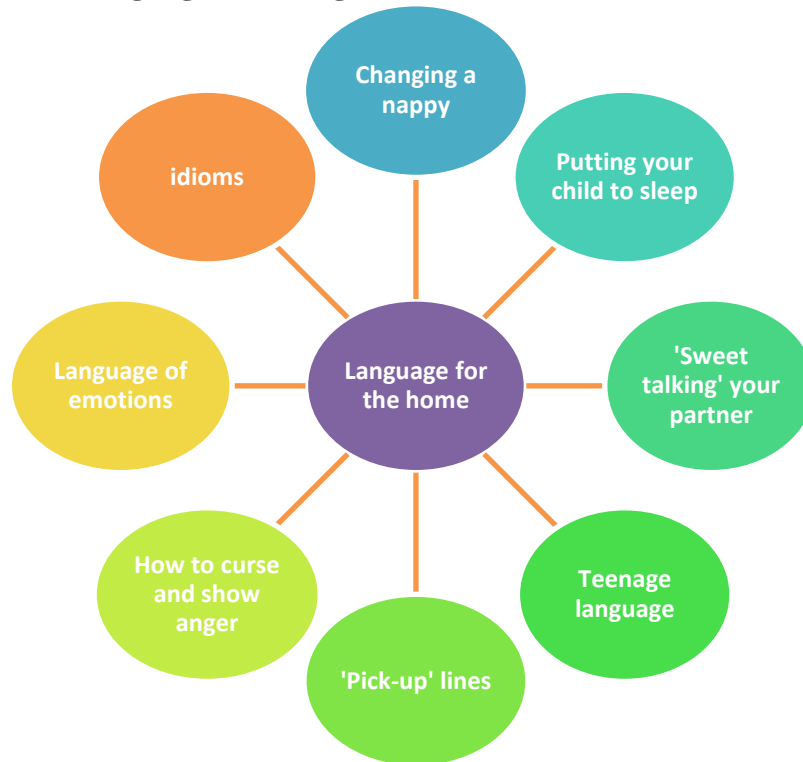 Changing a
nappy
Putting your
child to sleep
'Sweet
talking' your
partner
Teenage
language
'Pick-up' lines
How to curse
and show
anger
Language of
emotions
idioms
Language for
the home